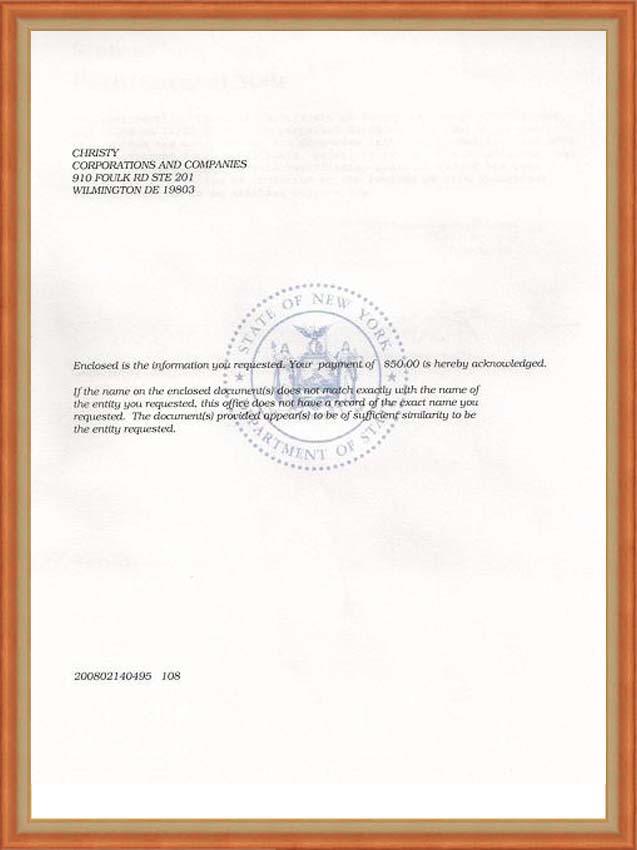 CHRISTY
CORPORATIONS AND COMPANIES
910 FOULK RD STE 201
WILMINGTON DE 19803
STATE OF NEW YORK
Enclosed is the information you requested. Your payment of $50.00 is hereby acknowledged.
If the name on the enclosed document(s) does not match exactly with the name of
the entity you requested, this office does not have a record of the exact name you
requested. The document(s) provided appear(s) to be of sufficient similarity to be
the entity requested.
DEPARTMENT OF STATE
200802140495 108